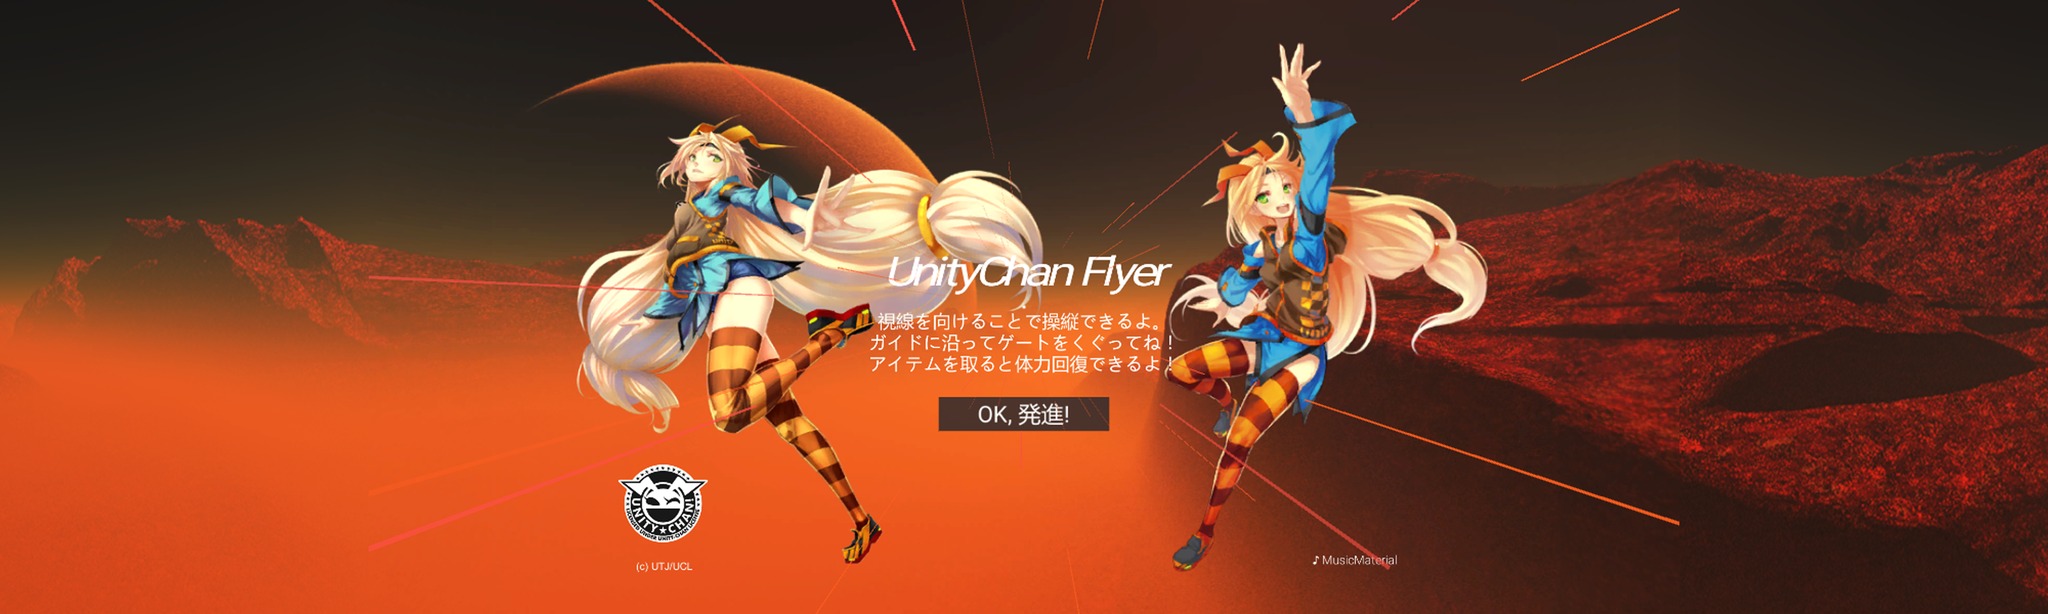 UnityChan Flyer
視線を向けることで操縦できるよ。
ガイドに沿ってゲートをくぐってね！
アイテムを取ると体力回復できるよ！
OK, 発進!
UNITY★CHAN!
LICENSED UNDER UNITY-CHAN LICENSE
(c) UTJ/UCL
♪ MusicMaterial